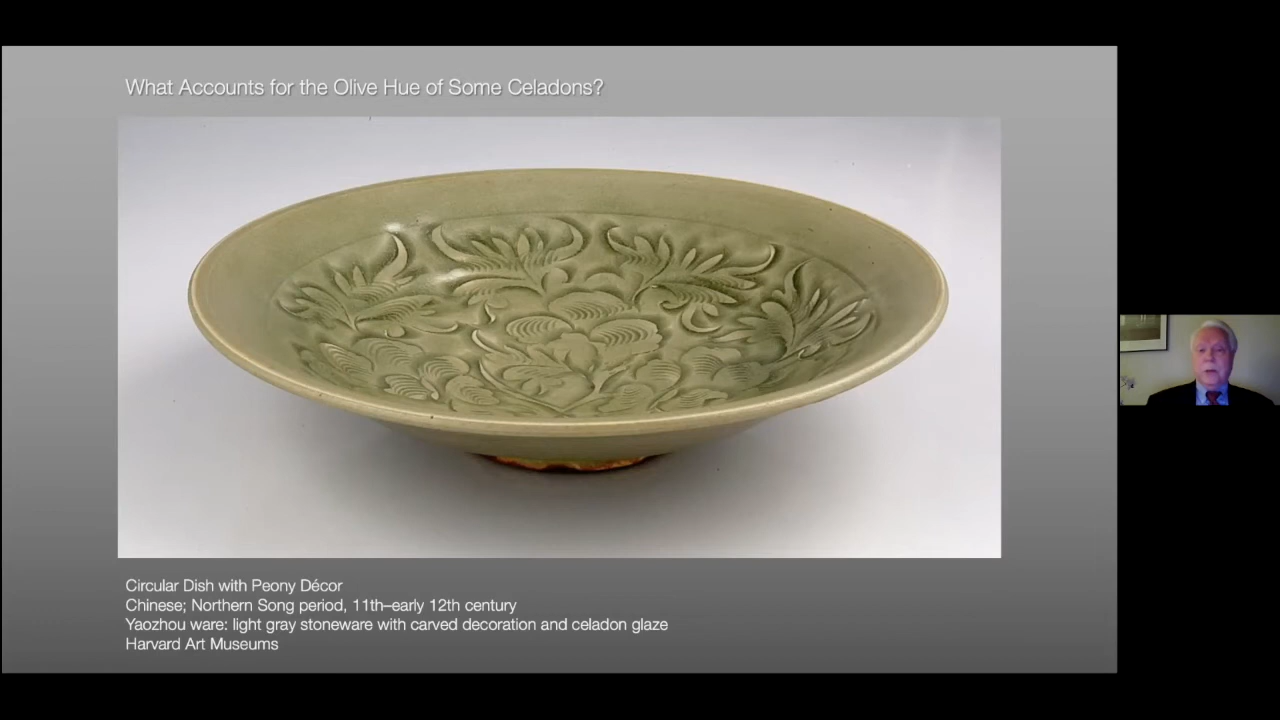 What Accounts for the Olive Hue of Some Celadons?
Circular Dish with Peony Décor
Chinese; Northern Song period, 11th–early 12th century
Yaozhou ware: light gray stoneware with carved decoration and celadon glaze
Harvard Art Museums